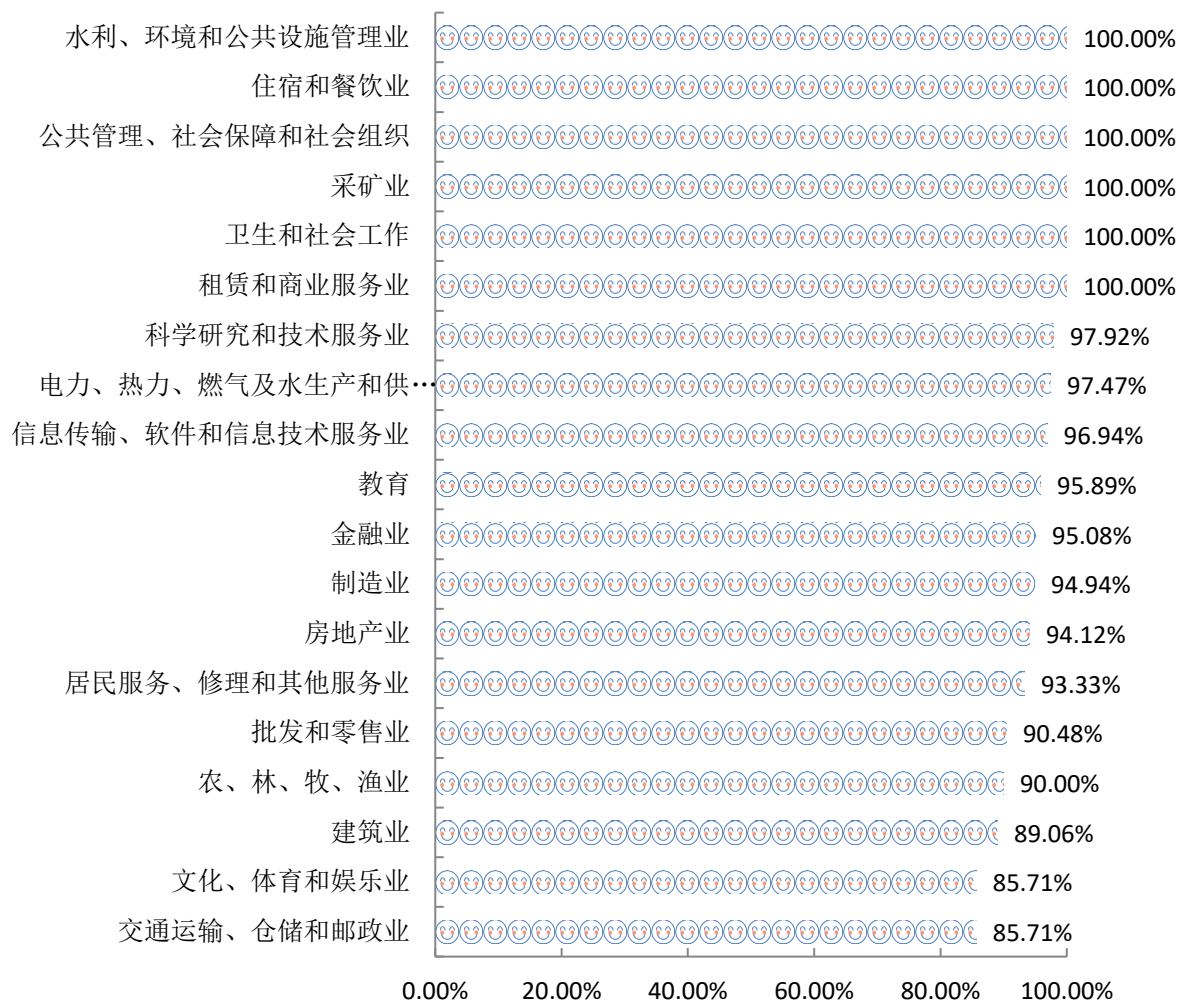 水利、环境和公共设施管理业 100.00%
住宿和餐饮业 100.00%
公共管理、社会保障和社会组织 100.00%
采矿业 100.00%
卫生和社会工作 100.00%
租赁和商业服务业 100.00%
科学研究和技术服务业 97.92%
电力、热力、燃气及水生产和供… 97.47%
信息传输、软件和信息技术服务业 96.94%
教育 95.89%
金融业 95.08%
制造业 94.94%
房地产业 94.12%
居民服务、修理和其他服务业 93.33%
批发和零售业 90.48%
农、林、牧、渔业 90.00%
建筑业 89.06%
文化、体育和娱乐业 85.71%
交通运输、仓储和邮政业 85.71%
0.00% 20.00% 40.00% 60.00% 80.00% 100.00%